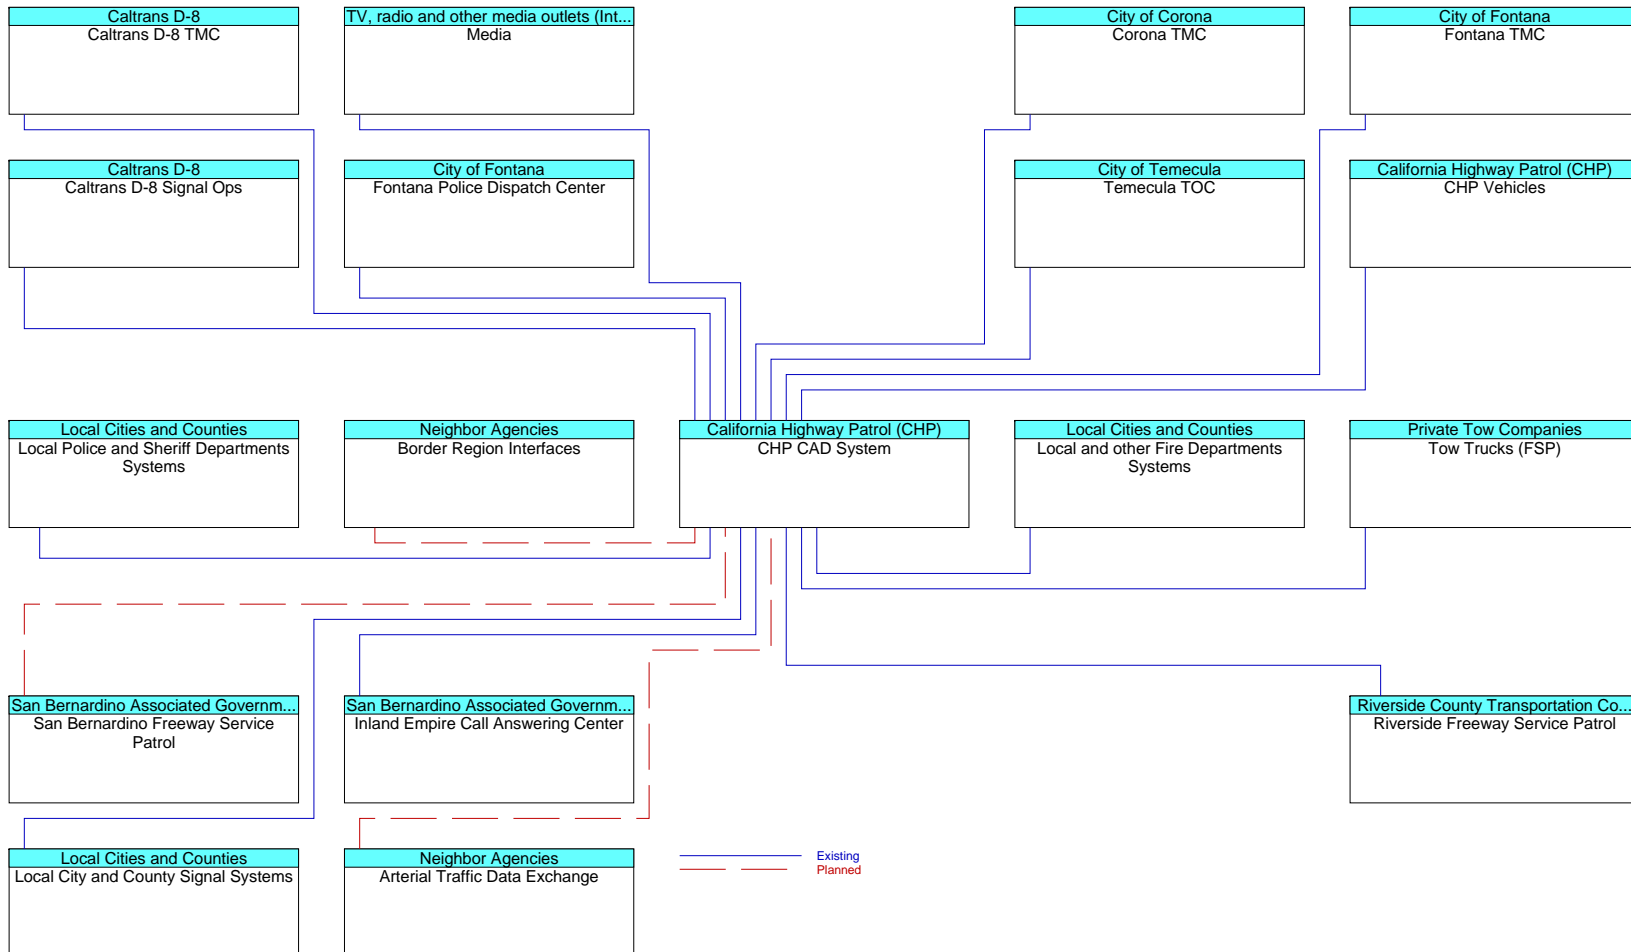 Caltrans D-8
Caltrans D-8 TMC
TV, radio and other media outlets (Int...
Media
City of Corona
Corona TMC
City of Fontana
Fontana TMC
Caltrans D-8
Caltrans D-8 Signal Ops
City of Fontana
Fontana Police Dispatch Center
City of Temecula
Temecula TOC
California Highway Patrol (CHP)
CHP Vehicles
Local Cities and Counties
Local Police and Sheriff Departments
Systems
Neighbor Agencies
Border Region Interfaces
California Highway Patrol (CHP)
CHP CAD System
Local Cities and Counties
Local and other Fire Departments
Systems
Private Tow Companies
Tow Trucks (FSP)
San Bernardino Associated Governm...
San Bernardino Freeway Service
Patrol
San Bernardino Associated Governm...
Inland Empire Call Answering Center
Riverside County Transportation Co...
Riverside Freeway Service Patrol
Local Cities and Counties
Local City and County Signal Systems
Neighbor Agencies
Arterial Traffic Data Exchange
Existing
Planned